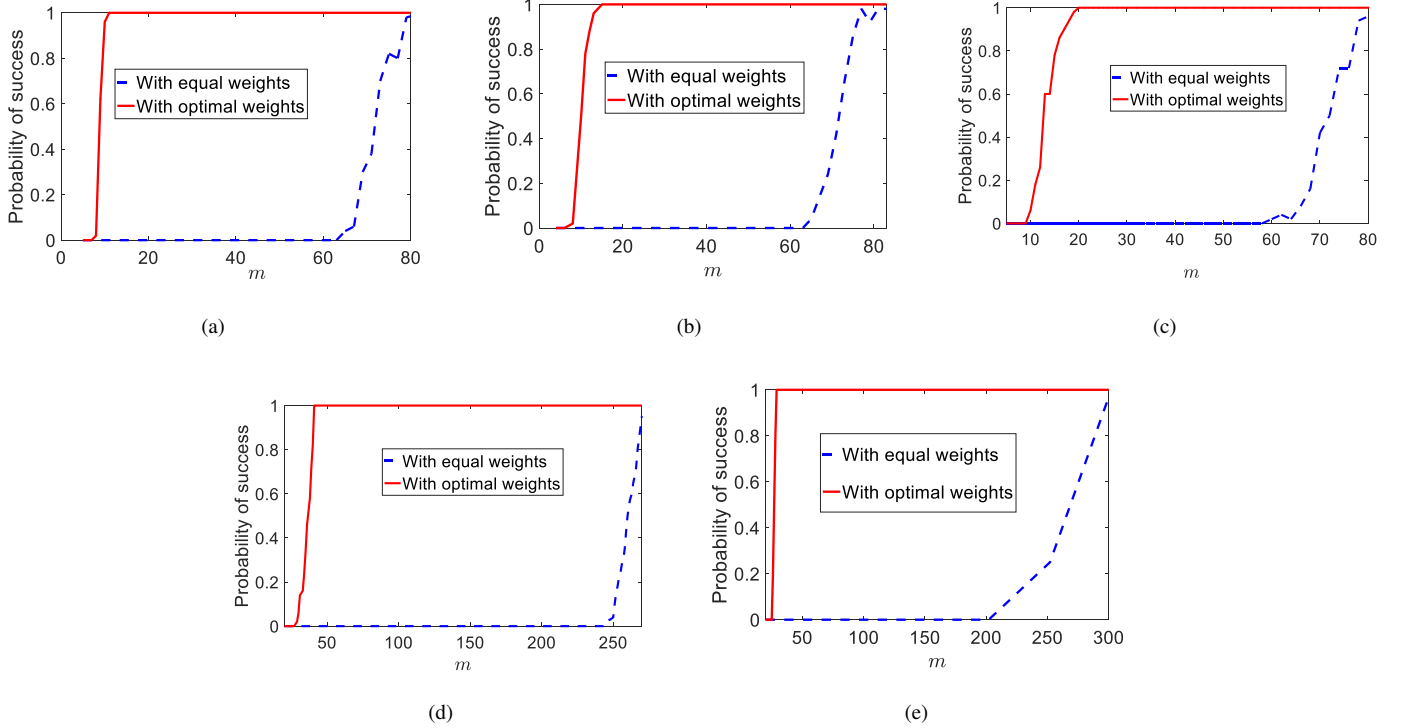 1
0.8
0.6
0.4
0.2
0
Probability of success
With equal weights
With optimal weights
0 20 40 60 80
m
(a)
1
0.8
0.6
0.4
0.2
0
Probability of success
With equal weights
With optimal weights
0 20 40 60 80
m
(b)
1
0.8
0.6
0.4
0.2
0
Probability of success
With equal weights
With optimal weights
10 20 30 40 50 60 70 80
m
(c)
1
0.8
0.6
0.4
0.2
0
Probability of success
With equal weights
With optimal weights
50 100 150 200 250
m
(d)
1
0.8
0.6
0.4
0.2
0
Probability of success
With equal weights
With optimal weights
50 100 150 200 250 300
m
(e)